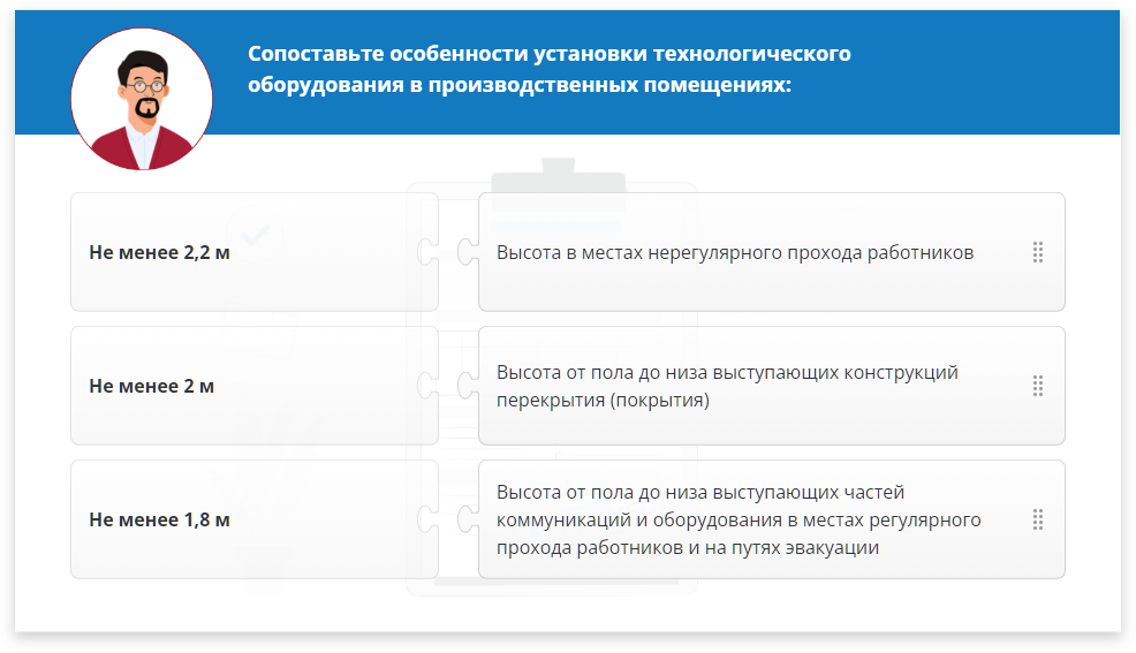 Сопоставьте особенности установки технологического
оборудования в производственных помещениях:
Не менее 2,2 м
Высота в местах нерегулярного прохода работников
Не менее 2 м
Высота от пола до низа выступающих конструкций
перекрытия (покрытия)
Не менее 1,8 м
Высота от пола до низа выступающих частей
коммуникаций и оборудования в местах регулярного
прохода работников и на путях эвакуации